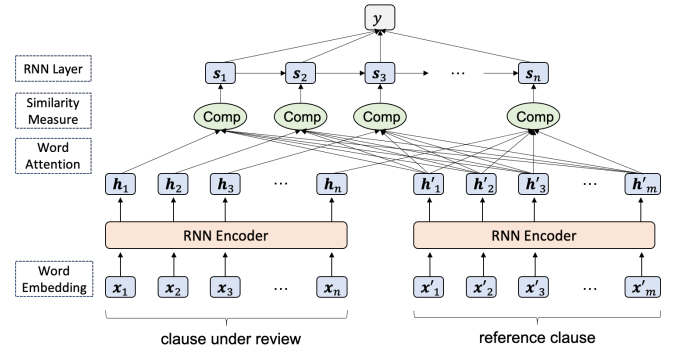 y
RNN Layer
s₁ s₂ s₃ ... sₙ
Similarity
Measure
Comp Comp Comp Comp
Word
Attention
h₁ h₂ h₃ ... hₙ h′₁ h′₂ h′₃ ... h′ₘ
RNN Encoder RNN Encoder
Word
Embedding
x₁ x₂ x₃ ... xₙ x′₁ x′₂ x′₃ ... x′ₘ
clause under review reference clause